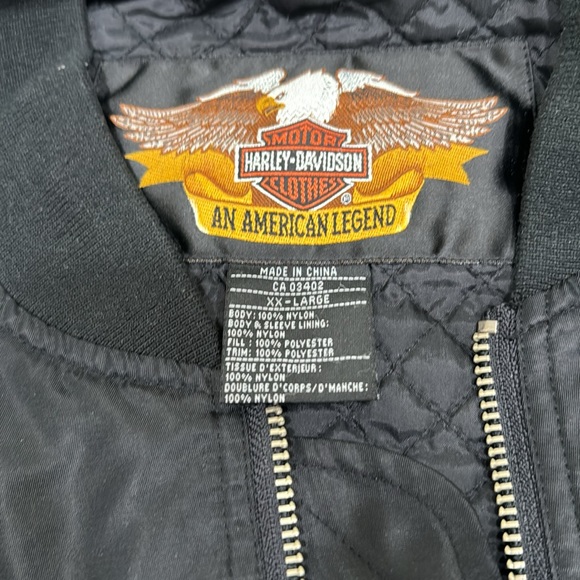 MOTOR
HARLEY-DAVIDSON
CLOTHES
®
AN AMERICAN LEGEND
MADE IN CHINA
CA 03402
XX-LARGE
BODY: 100% NYLON
BODY & SLEEVE LINING:
100% NYLON
FILL : 100% POLYESTER
TRIM: 100% POLYESTER
TISSUE D'EXTERIEUR:
100% NYLON
DOUBLURE D'CORPS/D'MANCHE:
100% NYLON